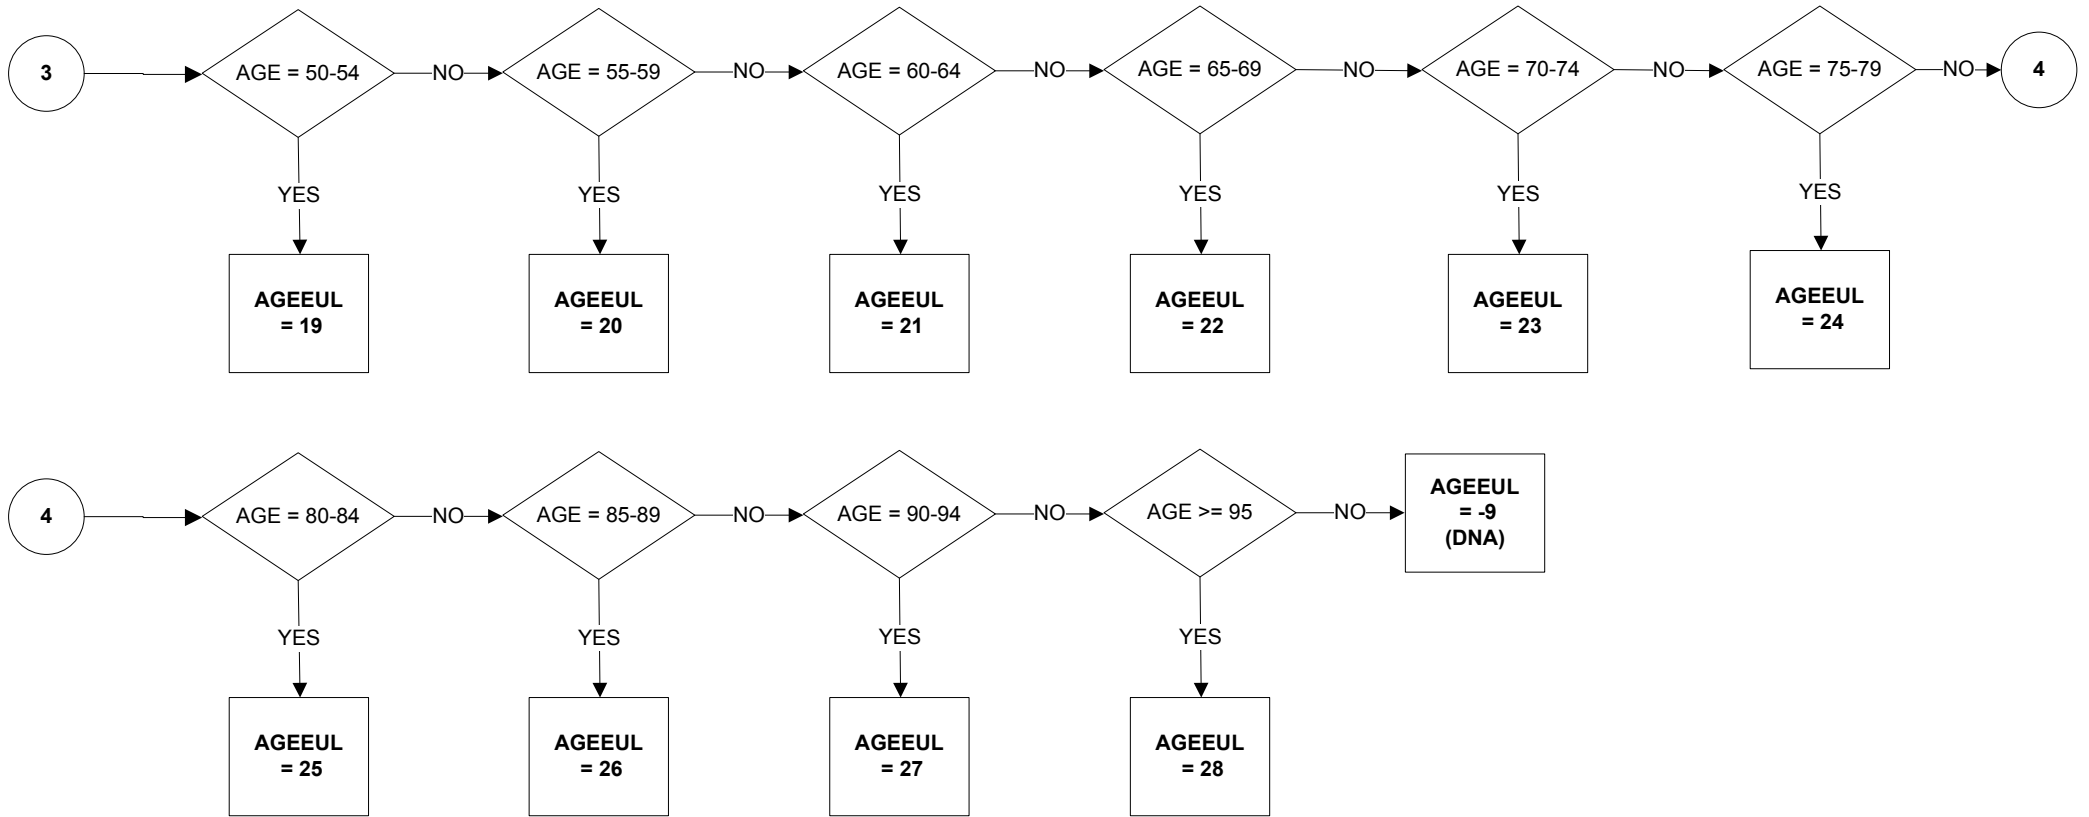 3
AGE = 50-54
NO
AGE = 55-59
NO
AGE = 60-64
NO
AGE = 65-69
NO
AGE = 70-74
NO
AGE = 75-79
NO
4
YES
YES
YES
YES
YES
YES
AGEEUL
= 19
AGEEUL
= 20
AGEEUL
= 21
AGEEUL
= 22
AGEEUL
= 23
AGEEUL
= 24
4
AGE = 80-84
NO
AGE = 85-89
NO
AGE = 90-94
NO
AGE >= 95
NO
AGEEUL
= -9
(DNA)
YES
YES
YES
YES
AGEEUL
= 25
AGEEUL
= 26
AGEEUL
= 27
AGEEUL
= 28